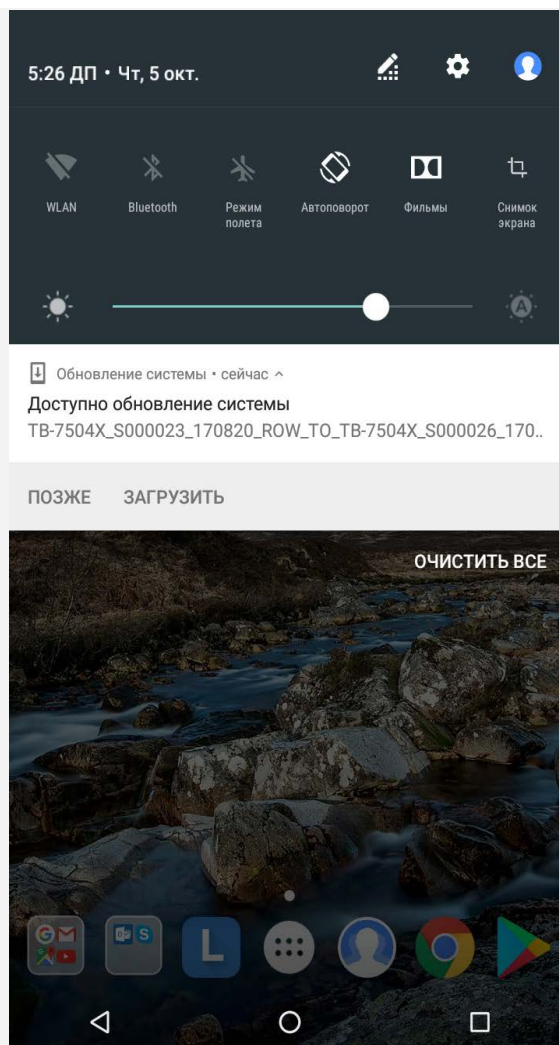 5:26 ДП • Чт, 5 окт.
WLAN
Bluetooth
Режим
полета
Автоповорот
Фильмы
Снимок
экрана
A
Обновление системы • сейчас
Доступно обновление системы
TB-7504X_S000023_170820_ROW_TO_TB-7504X_S000026_170..
ПОЗЖЕ ЗАГРУЗИТЬ
ОЧИСТИТЬ ВСЕ
L